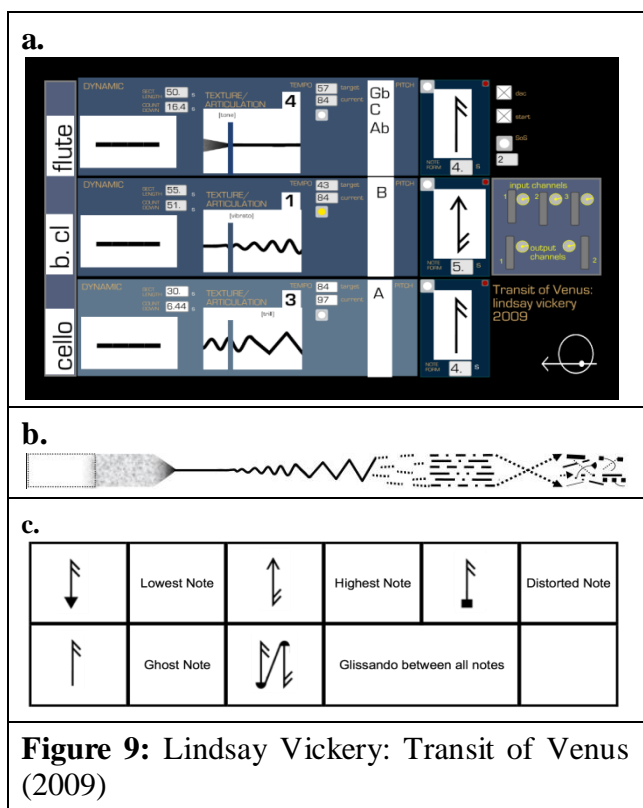 a.
DYNAMIC
SECT LENGTH 50. s
COUNT DOWN 16.4 s
TEXTURE/ARTICULATION 4
[tone]
TEMPO 57 target
84 current
PITCH
Gb
C
Ab
NOTE FORM 4. s
flute
dac
start
SoS
2
DYNAMIC
SECT LENGTH 55. s
COUNT DOWN 51. s
TEXTURE/ARTICULATION 1
[vibrato]
TEMPO 43 target
84 current
PITCH
B
NOTE FORM 5. s
b. cl
input channels
1 2 3
output channels
1 2
DYNAMIC
SECT LENGTH 30. s
COUNT DOWN 6.44 s
TEXTURE/ARTICULATION 3
[trill]
TEMPO 84 target
97 current
PITCH
A
NOTE FORM 4. s
cello
Transit of Venus:
lindsay vickery
2009
b.
c.
Lowest Note
Highest Note
Distorted Note
Ghost Note
Glissando between all notes
Figure 9: Lindsay Vickery: Transit of Venus
(2009)